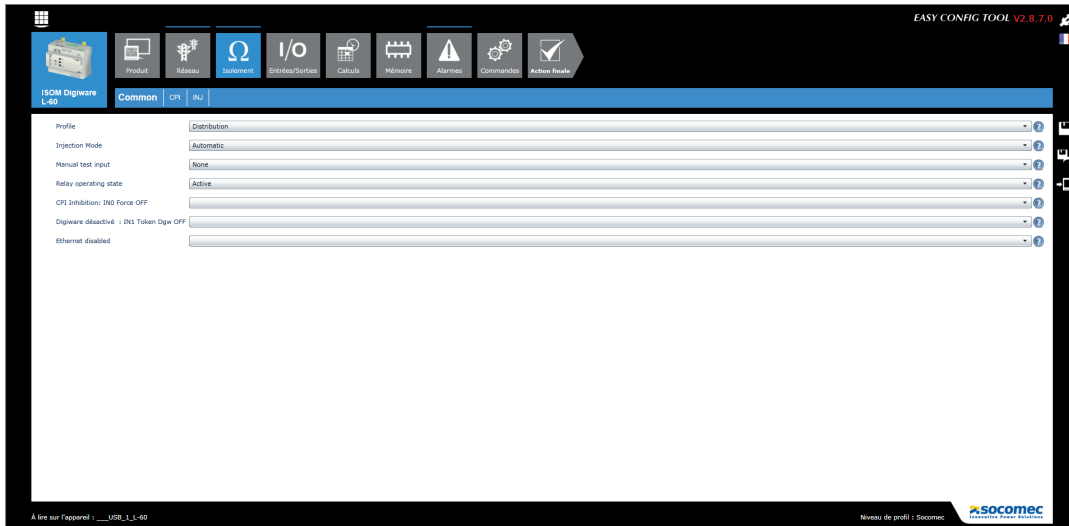 EASY CONFIG TOOL V2.8.7.0
Produit
Réseau
Ω
Isolement
I/O
Entrées/Sorties
Calculs
Mémoire
Alarmes
Commandes
Action finale
ISOM Digiware
L-60
Common CPI INJ
Profile Distribution
Injection Mode Automatic
Manual test input None
Relay operating state Active
CPI Inhibition: IN0 Force OFF
Digiware désactivé : IN1 Token Dgw OFF
Ethernet disabled
À lire sur l'appareil : ___USB_1_L-60
Niveau de profil : Socomec
socomec
Innovative Power Solutions